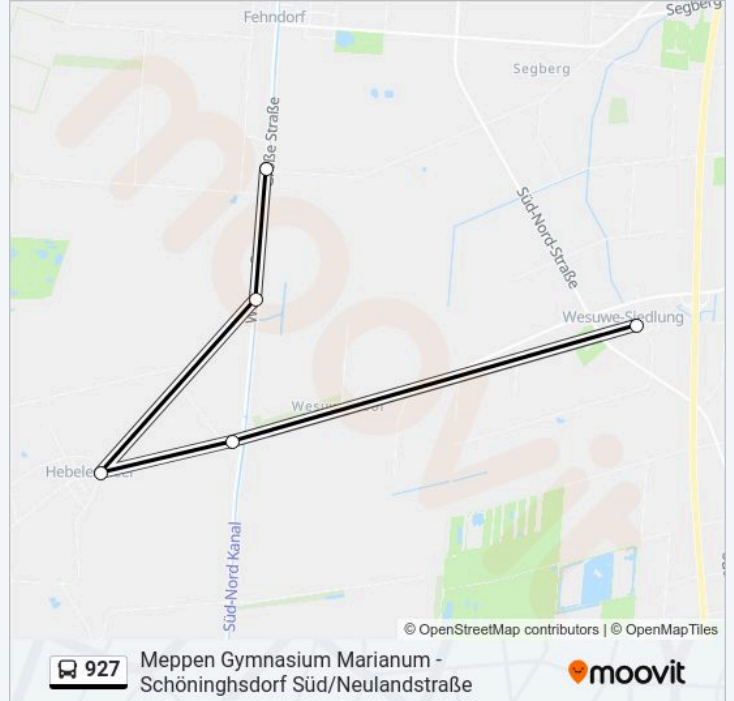 Fehndorf
Segberg
Segberg
Süd-Nord-Straße
Wesuwe-Siedlung
Süd-Nord Kanal
© OpenStreetMap contributors | © OpenMapTiles
927
Meppen Gymnasium Marianum -
Schöninghsdorf Süd/Neulandstraße
moovit
moovit